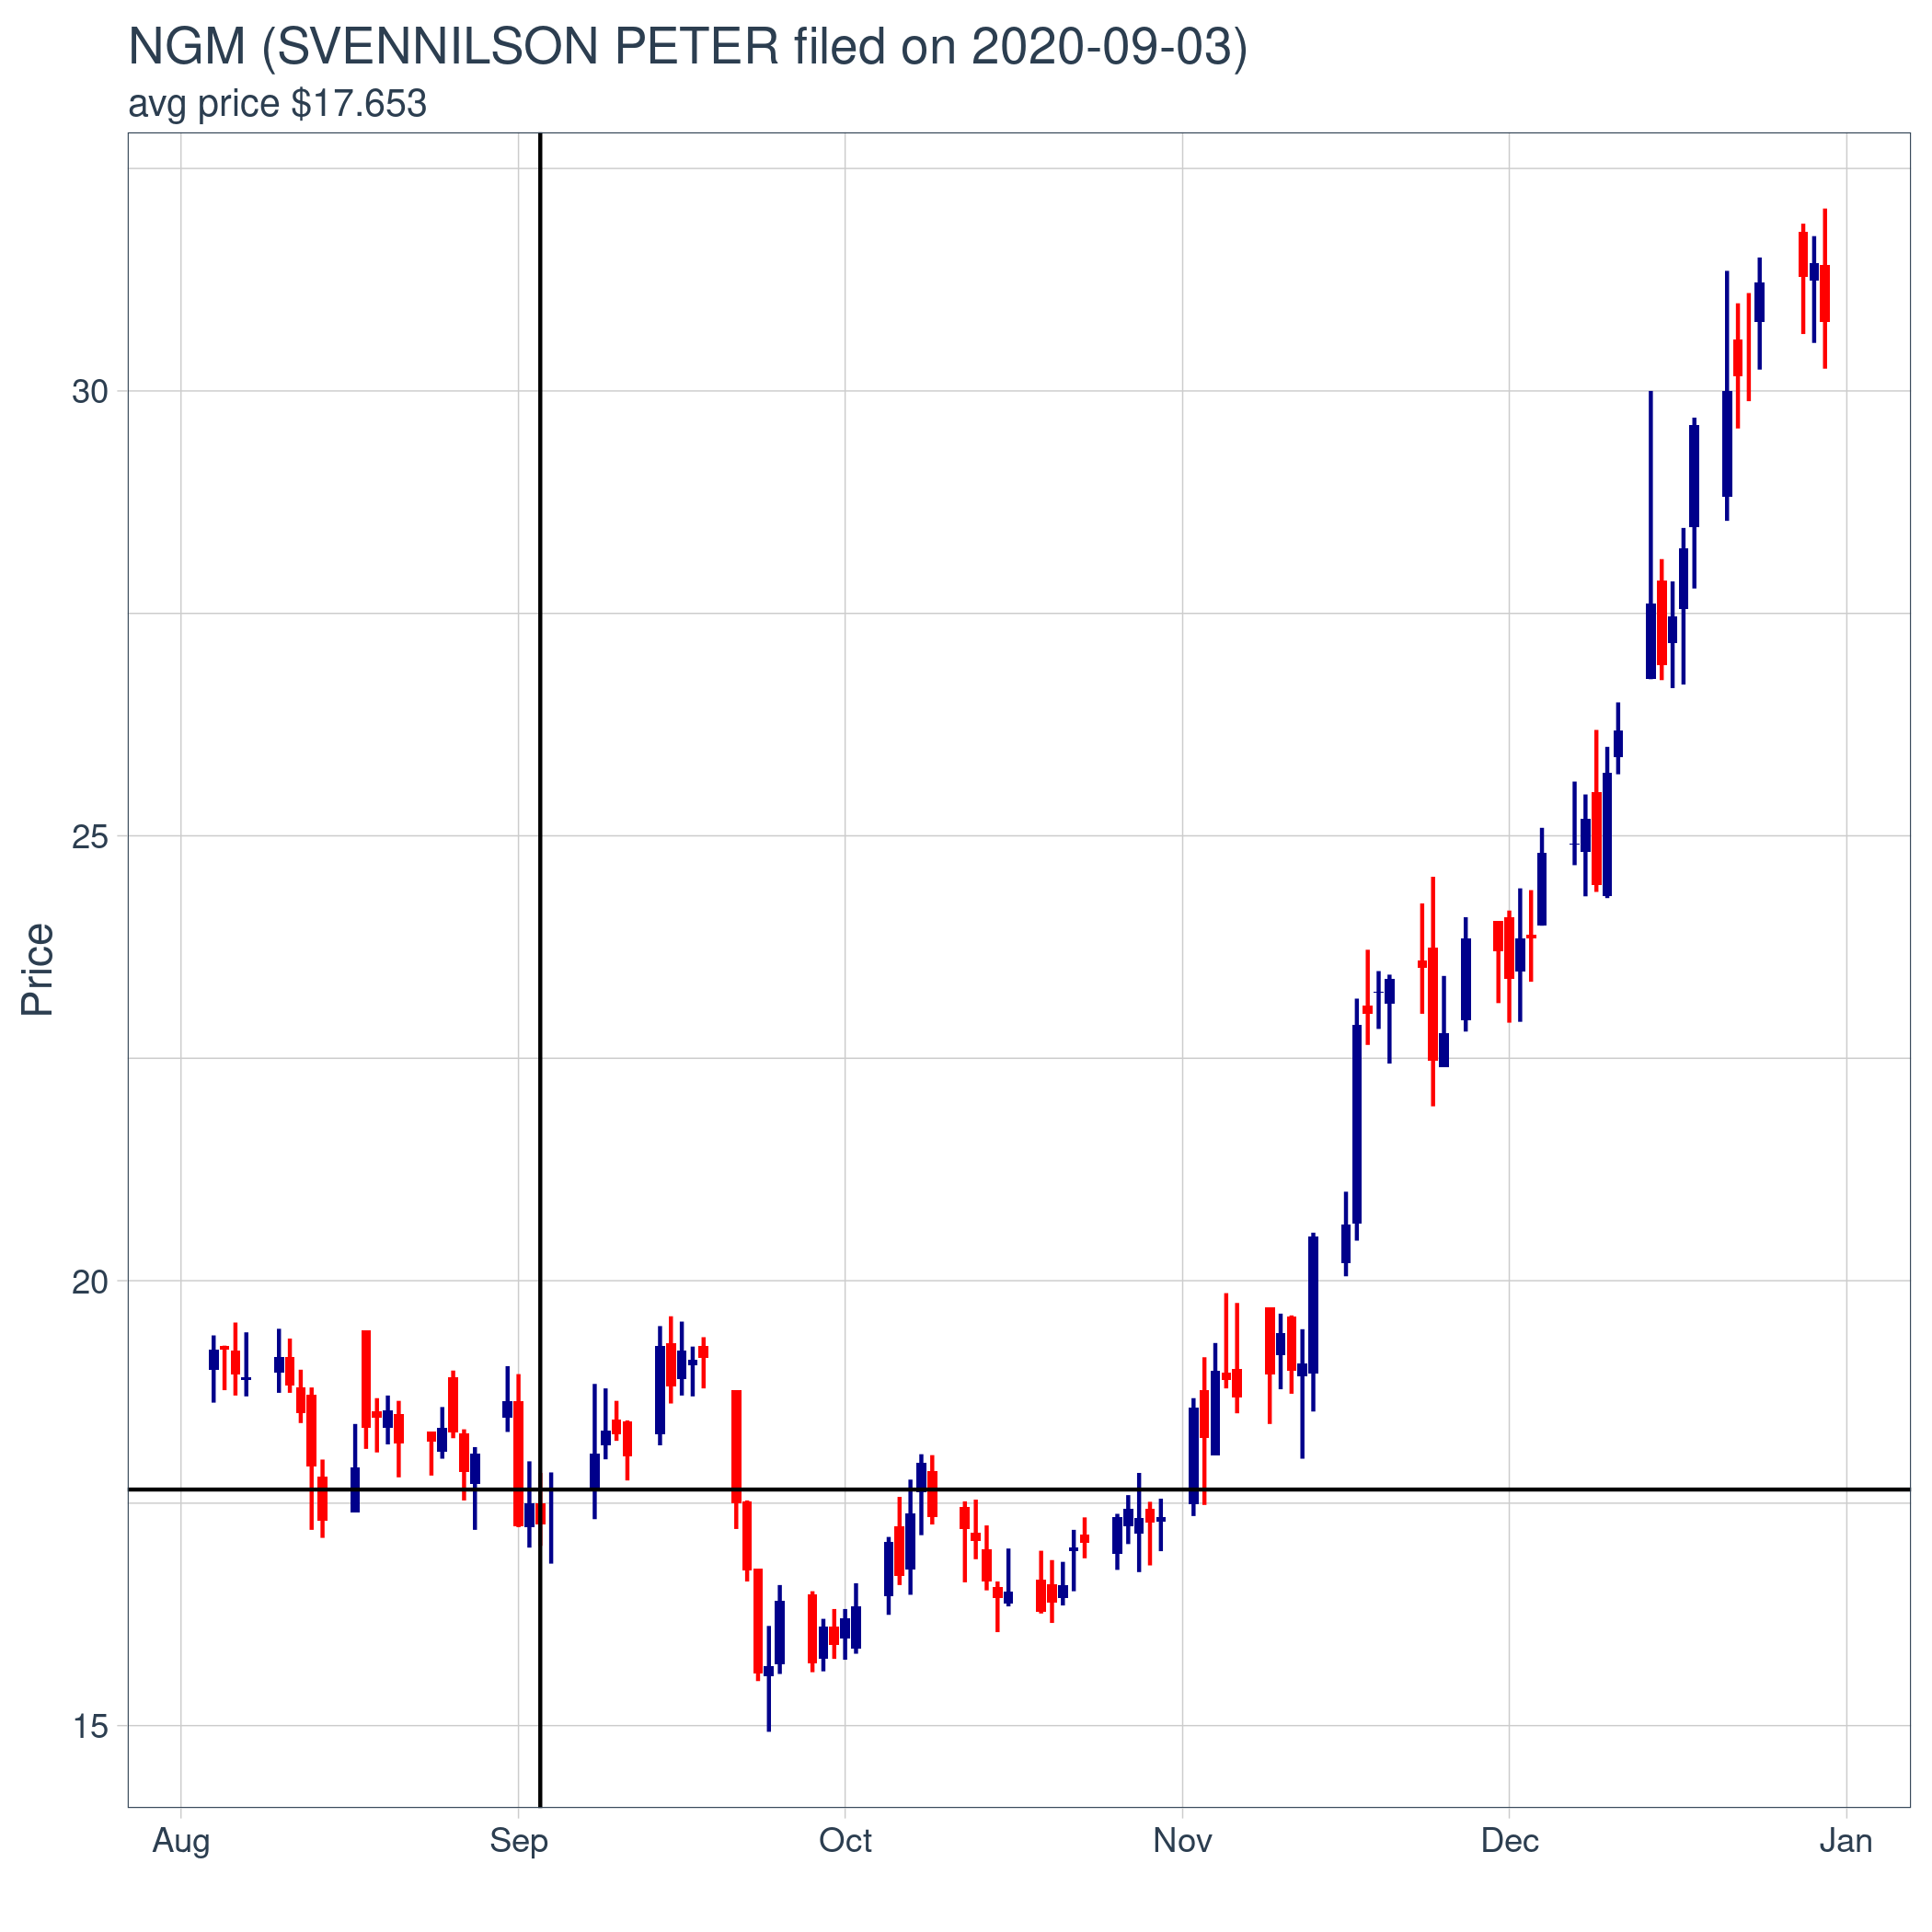 NGM (SVENNILSON PETER filed on 2020-09-03)
avg price $17.653
Price
30
25
20
15
Aug Sep Oct Nov Dec Jan